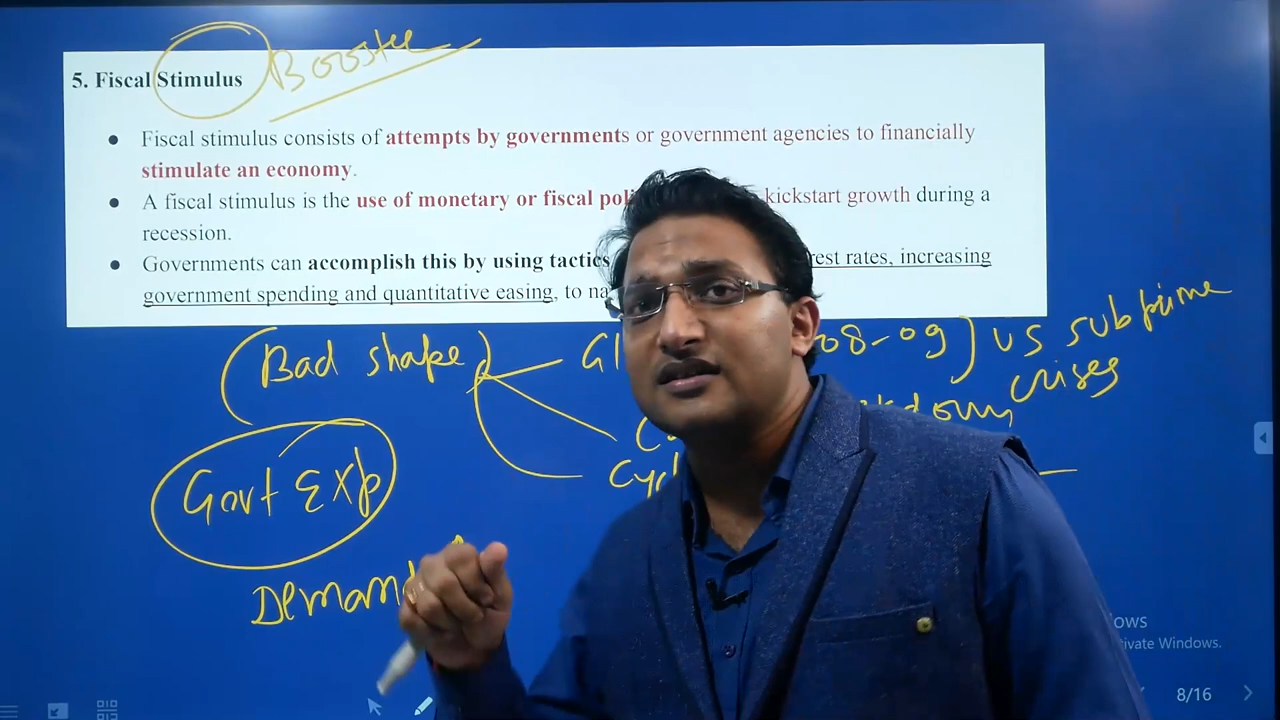 5. Fiscal Stimulus Booster
● Fiscal stimulus consists of attempts by governments or government agencies to financially
stimulate an economy.
● A fiscal stimulus is the use of monetary or fiscal kickstart growth during a
recession.
● Governments can accomplish this by using tactics rates, increasing
government spending and quantitative easing, to
(Bad shape) 08-09) US subprime
crises
Govt Exp
Demand
8/16